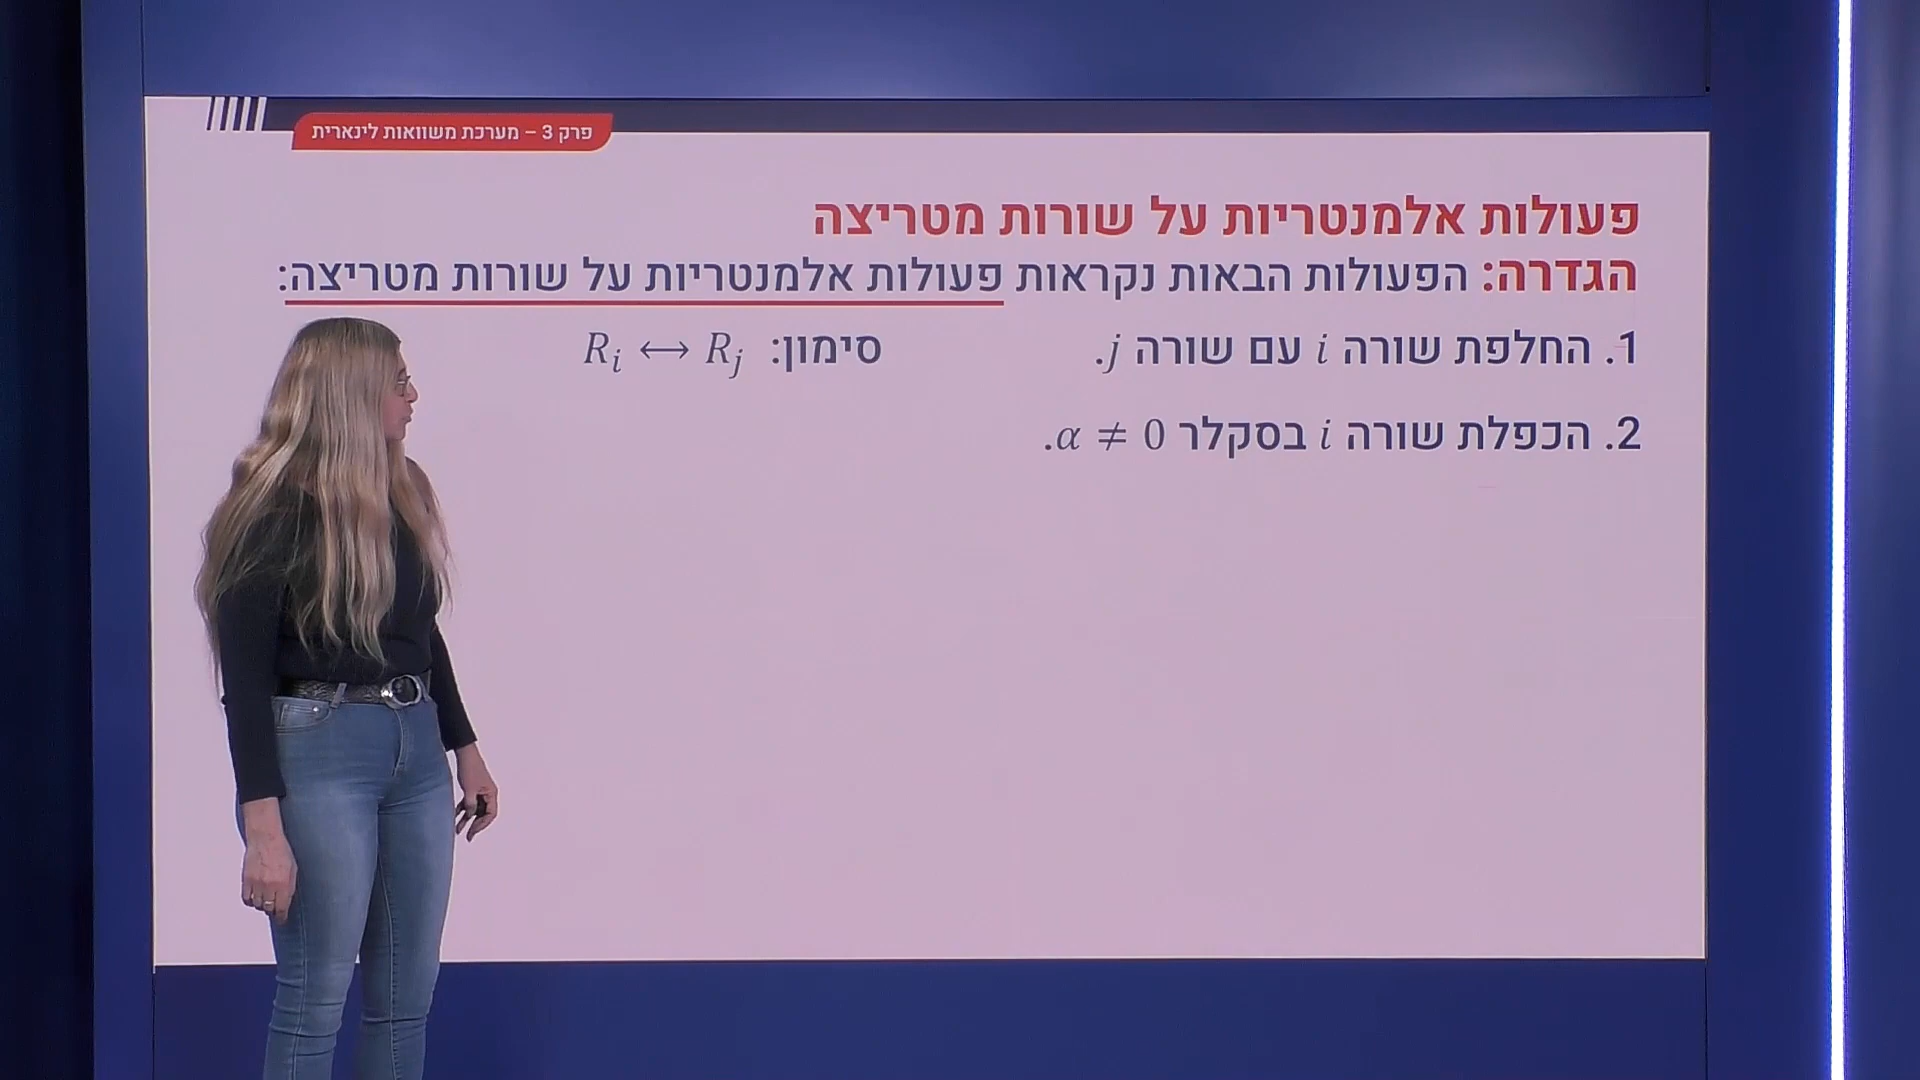 פרק 3 – מערכת משוואות לינארית
פעולות אלמנטריות על שורות מטריצה
הגדרה: הפעולות הבאות נקראות פעולות אלמנטריות על שורות מטריצה:
1. החלפת שורה i עם שורה j. סימון: R_i ⟷ R_j
2. הכפלת שורה i בסקלר α ≠ 0.